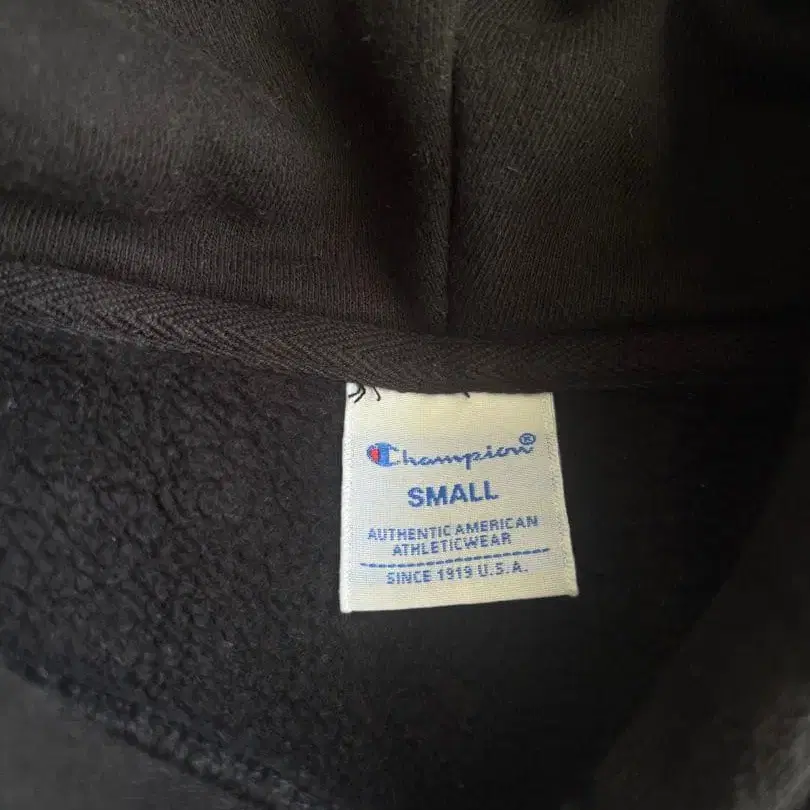 Champion®
SMALL
AUTHENTIC AMERICAN
ATHLETICWEAR
SINCE 1919 U.S.A.